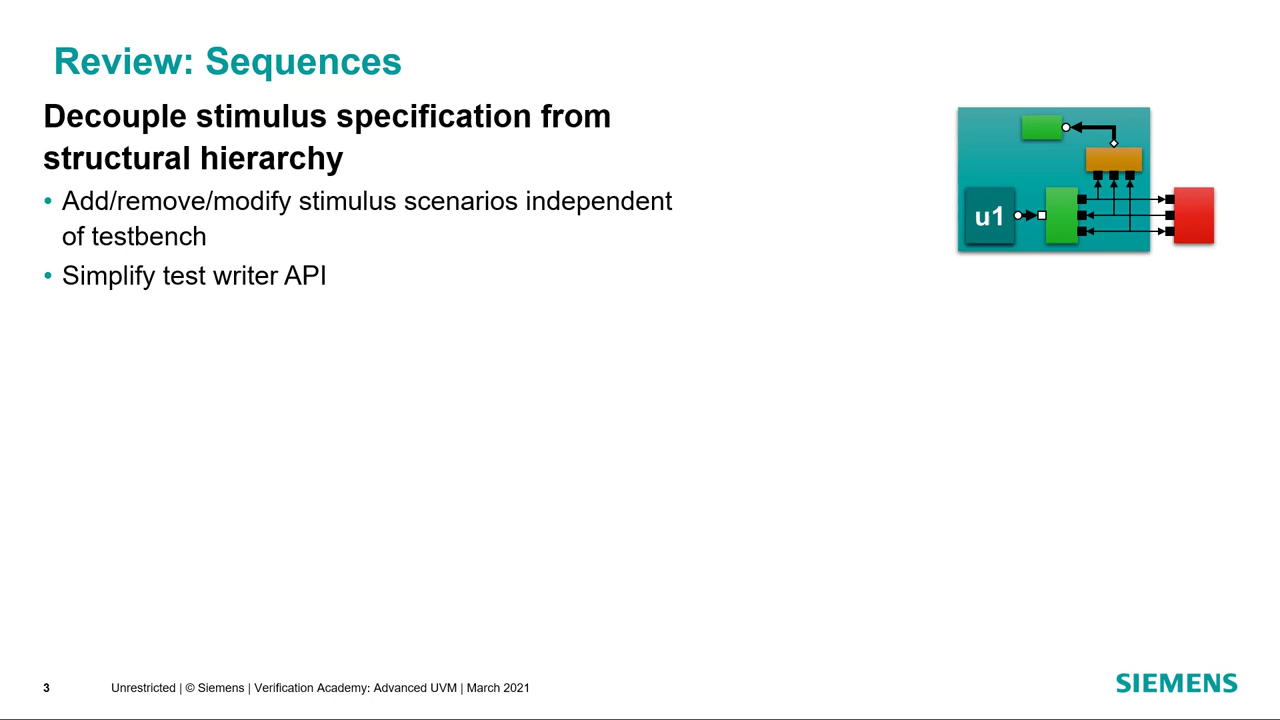 Review: Sequences
Decouple stimulus specification from
structural hierarchy
• Add/remove/modify stimulus scenarios independent
of testbench
• Simplify test writer API
u1
3 Unrestricted | © Siemens | Verification Academy: Advanced UVM | March 2021
SIEMENS